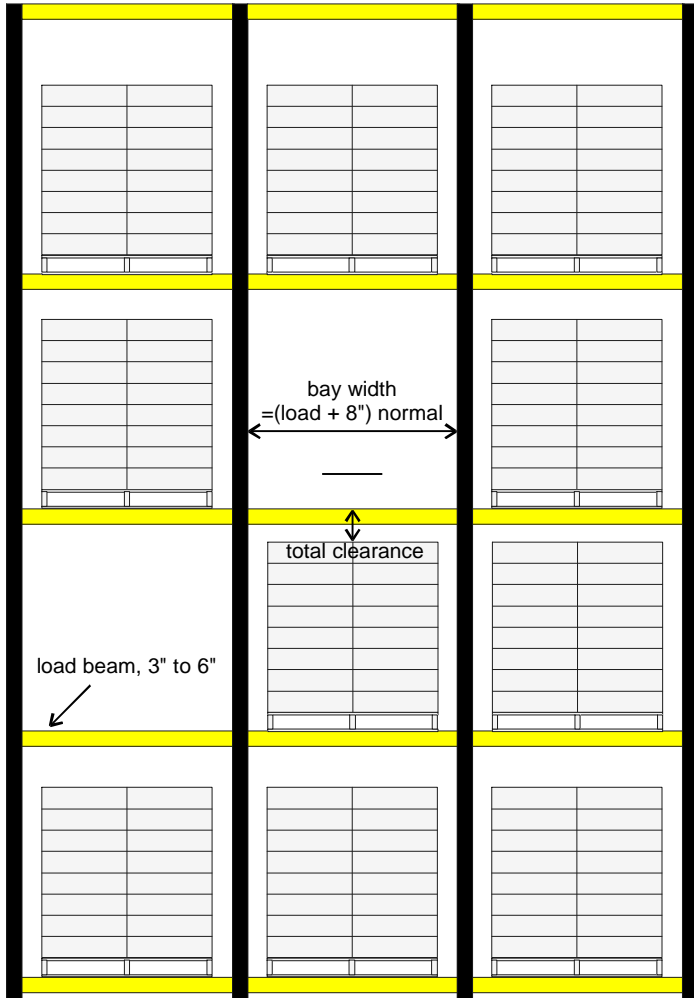 bay width
=(load + 8") normal
total clearance
load beam, 3" to 6"